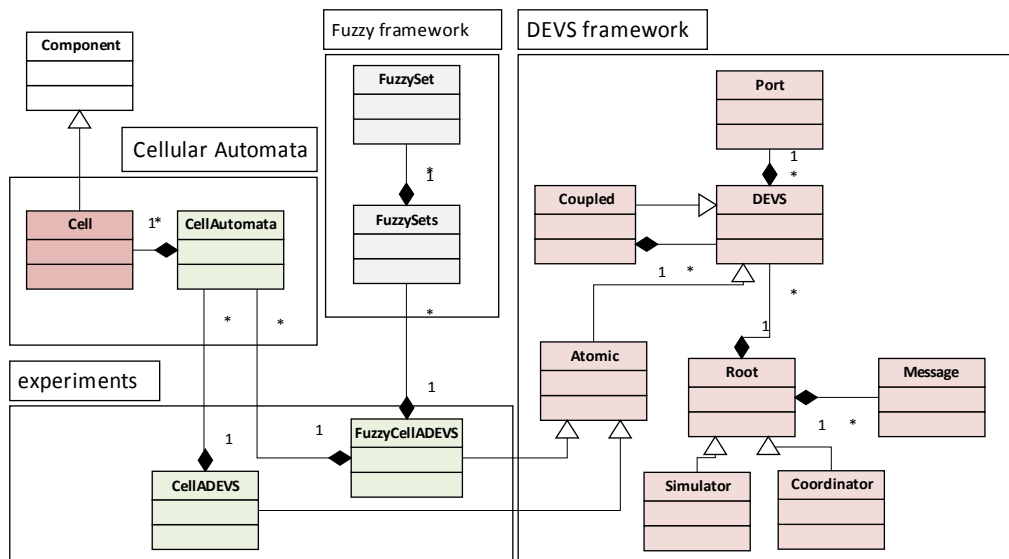 Fuzzy framework
DEVS framework
Component
FuzzySet
Port
Cellular Automata
*
1
1
*
Cell
1
*
CellAutomata
FuzzySets
Coupled
DEVS
1
*
*
*
*
*
1
Atomic
Root
Message
experiments
1
1
1
1
*
FuzzyCellADEVS
CellADEVS
Simulator
Coordinator